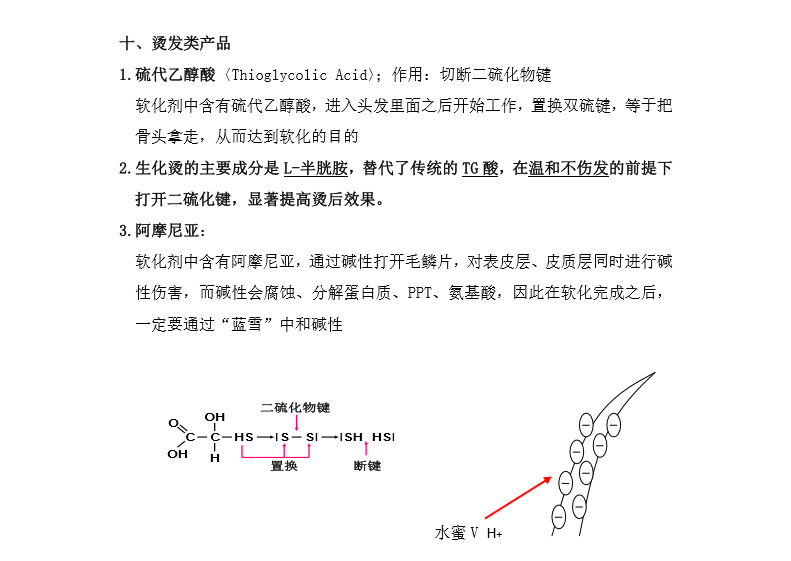 十、烫发类产品
1.硫代乙醇酸〈Thioglycolic Acid〉;作用:切断二硫化物键
软化剂中含有硫代乙醇酸,进入头发里面之后开始工作,置换双硫键,等于把
骨头拿走,从而达到软化的目的
2.生化烫的主要成分是 L-半胱胺,替代了传统的 TG 酸,在温和不伤发的前提下
打开二硫化键,显著提高烫后效果。
3.阿摩尼亚:
软化剂中含有阿摩尼亚,通过碱性打开毛鳞片,对表皮层、皮质层同时进行碱
性伤害,而碱性会腐蚀、分解蛋白质、PPT、氨基酸,因此在软化完成之后,
一定要通过“蓝雪”中和碱性
二硫化物键
O OH
C – C – HS →IS – SI →ISH HSI
OH H
置换 断键
− −
− −
− −
− −
水蜜 V H+